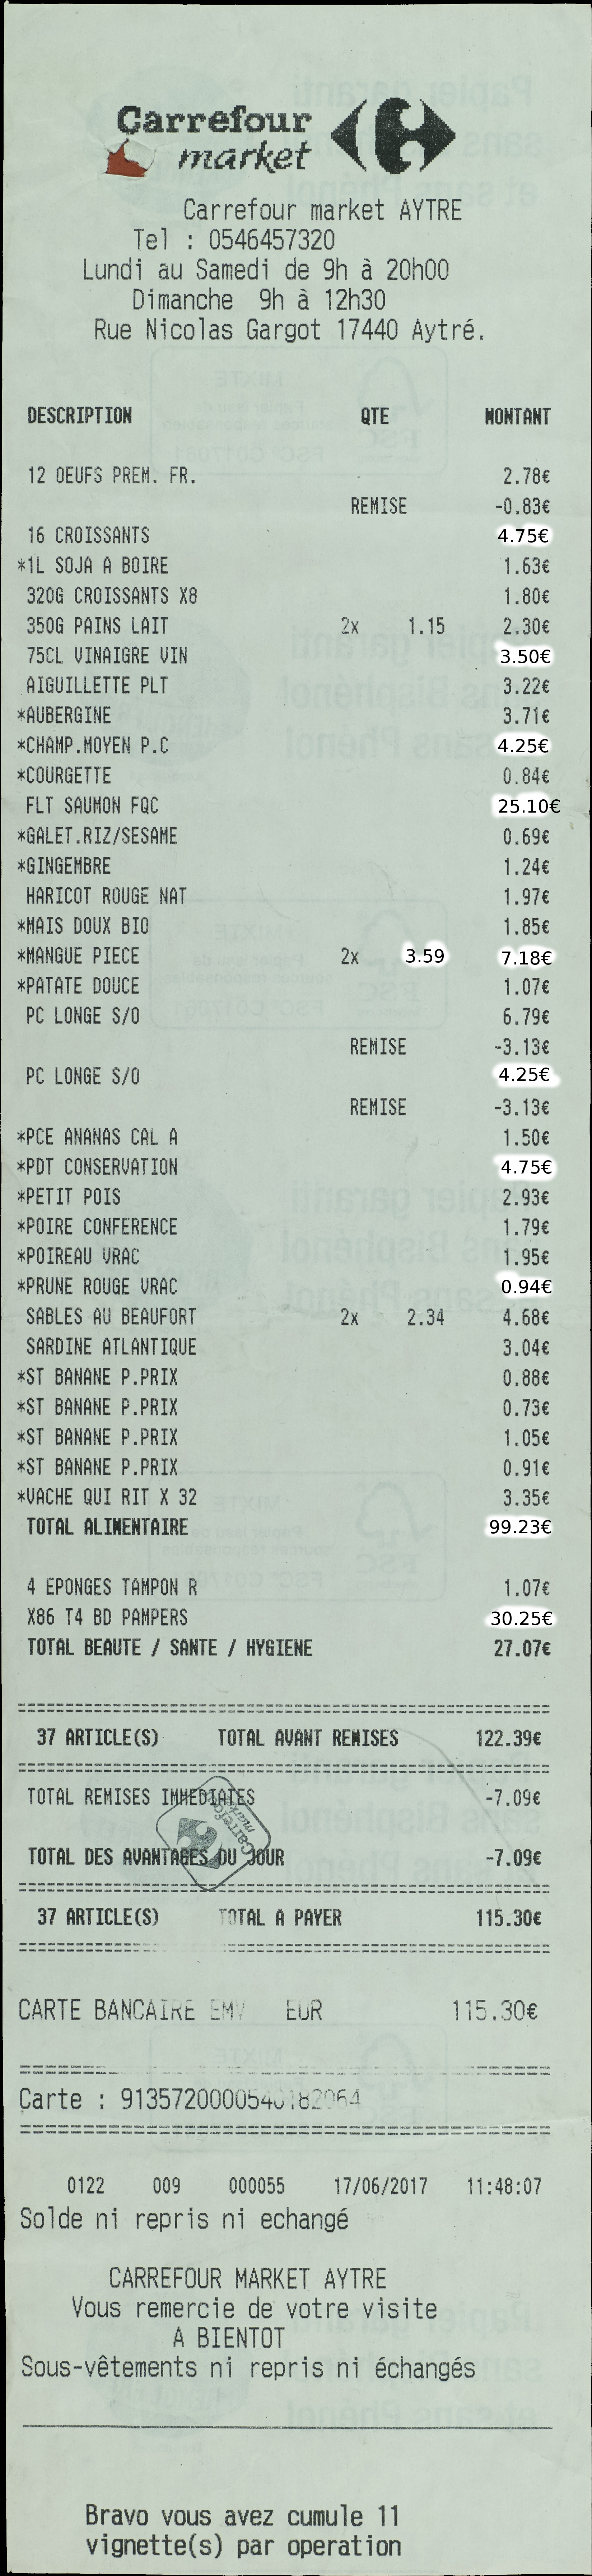 Carrefour
market
Carrefour market AYTRE
Tel : 0546457320
Lundi au Samedi de 9h à 20h00
Dimanche 9h à 12h30
Rue Nicolas Gargot 17440 Aytré.
DESCRIPTION QTE MONTANT
12 OEUFS PREM. FR. 2.78€
REMISE -0.83€
16 CROISSANTS 4.75€
*1L SOJA A BOIRE 1.63€
320G CROISSANTS X8 1.80€
350G PAINS LAIT 2x 1.15 2.30€
75CL VINAIGRE VIN 3.50€
AIGUILLETTE PLT 3.22€
*AUBERGINE 3.71€
*CHAMP.MOYEN P.C 4.25€
*COURGETTE 0.84€
FLT SAUMON FQC 25.10€
*GALET.RIZ/SESAME 0.69€
*GINGEMBRE 1.24€
HARICOT ROUGE NAT 1.97€
*MAIS DOUX BIO 1.85€
*MANGUE PIECE 2x 3.59 7.18€
*PATATE DOUCE 1.07€
PC LONGE S/O 6.79€
REMISE -3.13€
PC LONGE S/O 4.25€
REMISE -3.13€
*PCE ANANAS CAL A 1.50€
*PDT CONSERVATION 4.75€
*PETIT POIS 2.93€
*POIRE CONFERENCE 1.79€
*POIREAU VRAC 1.95€
*PRUNE ROUGE VRAC 0.94€
SABLES AU BEAUFORT 2x 2.34 4.68€
SARDINE ATLANTIQUE 3.04€
*ST BANANE P.PRIX 0.88€
*ST BANANE P.PRIX 0.73€
*ST BANANE P.PRIX 1.05€
*ST BANANE P.PRIX 0.91€
*VACHE QUI RIT X 32 3.35€
TOTAL ALIMENTAIRE 99.23€
4 EPONGES TAMPON R 1.07€
X86 T4 BD PAMPERS 30.25€
TOTAL BEAUTE / SANTE / HYGIENE 27.07€
37 ARTICLE(S) TOTAL AVANT REMISES 122.39€
TOTAL REMISES IMMEDIATES -7.09€
TOTAL DES AVANTAGES DU JOUR -7.09€
37 ARTICLE(S) TOTAL A PAYER 115.30€
CARTE BANCAIRE EMV EUR 115.30€
Carte :
0122 009 000055 17/06/2017 11:48:07
Solde ni repris ni echangé
CARREFOUR MARKET AYTRE
Vous remercie de votre visite
A BIENTOT
Sous-vêtements ni repris ni échangés
Bravo vous avez cumule 11
vignette(s) par operation